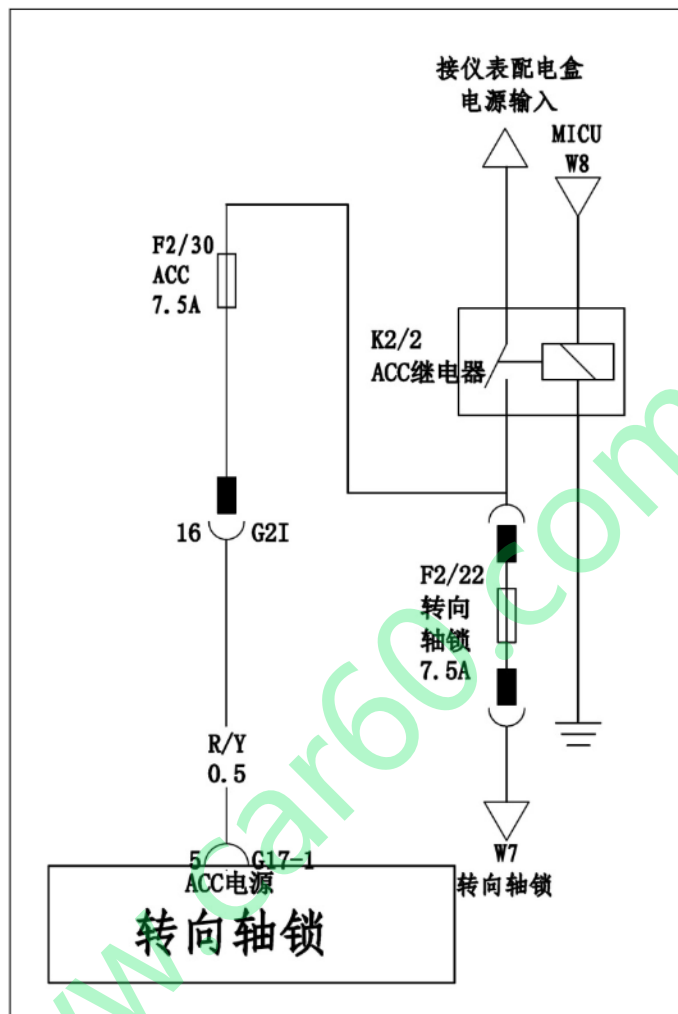 接仪表配电盒
电源输入
MICU
W8
F2/30
ACC
7.5A
K2/2
ACC继电器
16 G2I
F2/22
转向
轴锁
7.5A
R/Y
0.5
W7
转向轴锁
5 G17-1
ACC电源
转向轴锁
www.car60.com